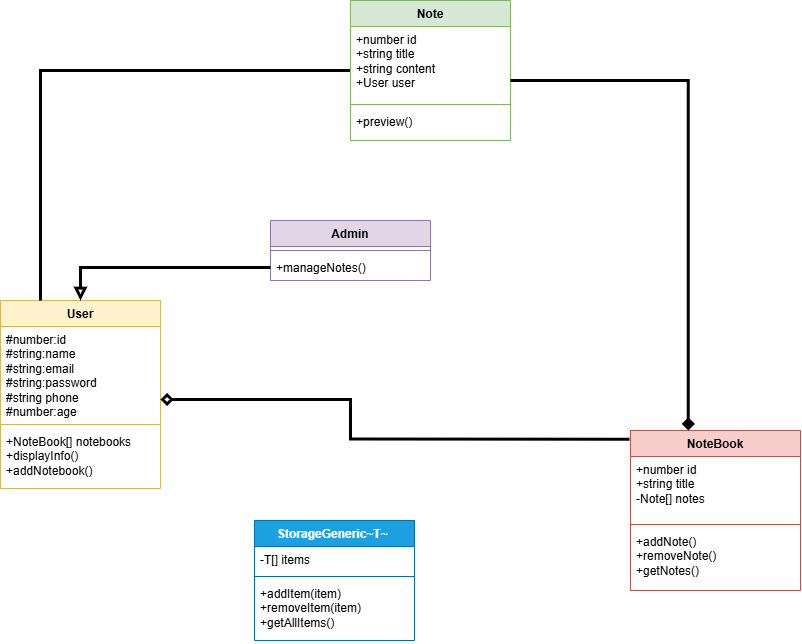 Note
+number id
+string title
+string content
+User user
+preview()
Admin
+manageNotes()
User
#number:id
#string:name
#string:email
#string:password
#string phone
#number:age
+NoteBook[] notebooks
+displayInfo()
+addNotebook()
NoteBook
+number id
+string title
-Note[] notes
+addNote()
+removeNote()
+getNotes()
StorageGeneric~T~
-T[] items
+addItem(item)
+removeItem(item)
+getAllItems()